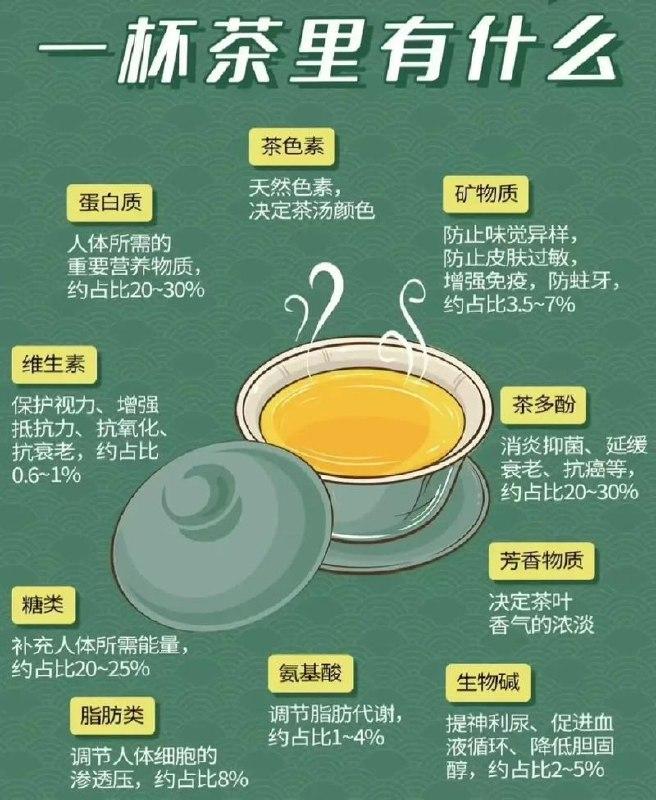 一杯茶里有什么
茶色素
天然色素，
决定茶汤颜色
蛋白质
人体所需的
重要营养物质，
约占比20~30%
矿物质
防止味觉异样，
防止皮肤过敏，
增强免疫，防蛀牙，
约占比3.5~7%
维生素
保护视力、增强
抵抗力、抗氧化、
抗衰老，约占比
0.6~1%
茶多酚
消炎抑菌、延缓
衰老、抗癌等，
约占比20~30%
芳香物质
决定茶叶
香气的浓淡
糖类
补充人体所需能量，
约占比20~25%
氨基酸
调节脂肪代谢，
约占比1~4%
生物碱
提神利尿、促进血
液循环、降低胆固
醇，约占比2~5%
脂肪类
调节人体细胞的
渗透压，约占比8%